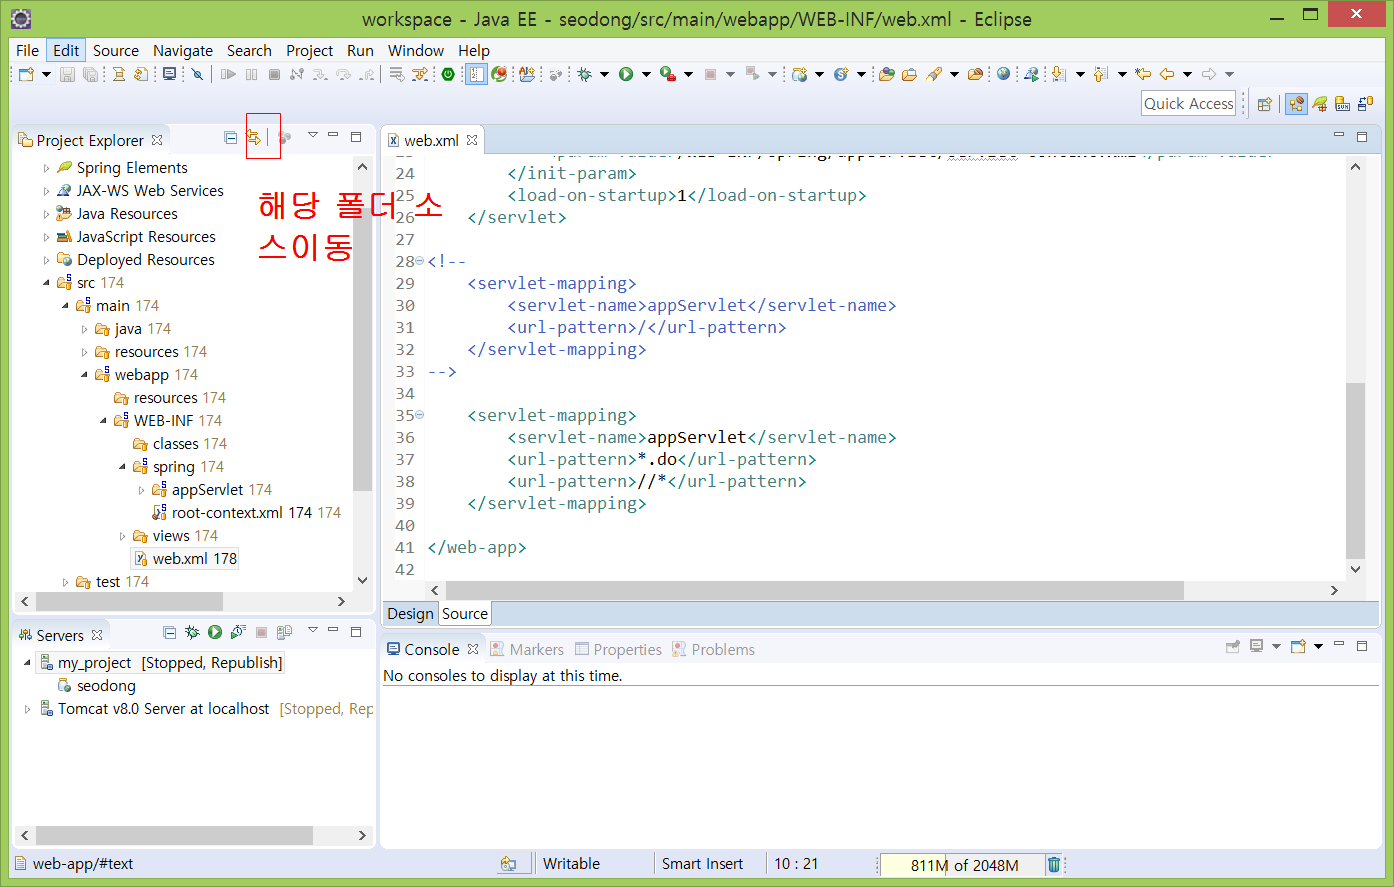 workspace - Java EE - seodong/src/main/webapp/WEB-INF/web.xml - Eclipse
File Edit Source Navigate Search Project Run Window Help
Quick Access
Project Explorer
Spring Elements
JAX-WS Web Services
Java Resources
JavaScript Resources
Deployed Resources
src 174
main 174
java 174
resources 174
webapp 174
resources 174
WEB-INF 174
classes 174
spring 174
appServlet 174
root-context.xml 174 174
views 174
web.xml 178
test 174
해당 폴더 소
스이동
web.xml
24 </init-param>
25 <load-on-startup>1</load-on-startup>
26 </servlet>
27
28 <!--
29 <servlet-mapping>
30 <servlet-name>appServlet</servlet-name>
31 <url-pattern>/</url-pattern>
32 </servlet-mapping>
33 -->
34
35 <servlet-mapping>
36 <servlet-name>appServlet</servlet-name>
37 <url-pattern>*.do</url-pattern>
38 <url-pattern>//*</url-pattern>
39 </servlet-mapping>
40
41 </web-app>
42
Design Source
Servers
my_project [Stopped, Republish]
seodong
Tomcat v8.0 Server at localhost [Stopped, Rep
Console Markers Properties Problems
No consoles to display at this time.
web-app/#text Writable Smart Insert 10 : 21 811M of 2048M